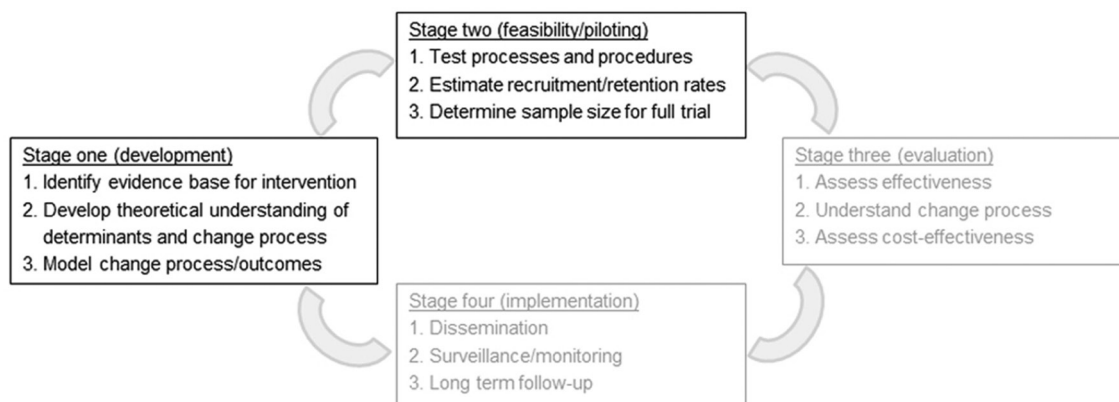 Stage two (feasibility/piloting)
1. Test processes and procedures
2. Estimate recruitment/retention rates
3. Determine sample size for full trial
Stage one (development)
1. Identify evidence base for intervention
2. Develop theoretical understanding of
determinants and change process
3. Model change process/outcomes
Stage three (evaluation)
1. Assess effectiveness
2. Understand change process
3. Assess cost-effectiveness
Stage four (implementation)
1. Dissemination
2. Surveillance/monitoring
3. Long term follow-up